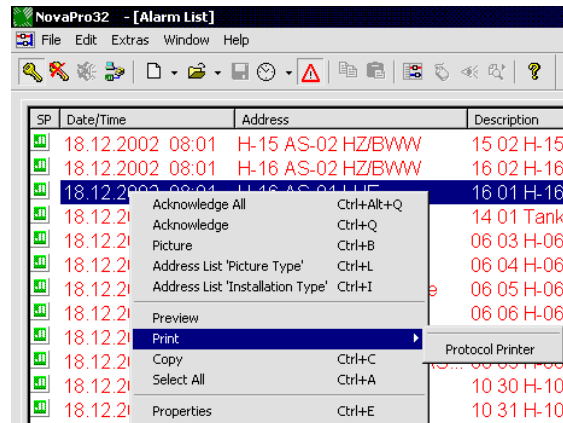 NovaPro32 - [Alarm List]
File Edit Extras Window Help
SP Date/Time Address Description
18.12.2002 08:01 H-15 AS-02 HZ/BWW 15 02 H-15
18.12.2002 08:01 H-16 AS-02 HZ/BWW 16 02 H-16
18.12.2002 08:01 H-16 AS-01 16 01 H-16
18.12.2 Acknowledge All Ctrl+Alt+Q 14 01 Tank
18.12.2 Acknowledge Ctrl+Q 06 03 H-06
18.12.2 Picture Ctrl+B 06 04 H-06
18.12.2 Address List 'Picture Type' Ctrl+L
18.12.2 Address List 'Installation Type' Ctrl+I e 06 05 H-06
18.12.2 Preview 06 06 H-06
18.12.2 Print Protocol Printer
18.12.2 Copy Ctrl+C
18.12.2 Select All Ctrl+A 10 30 H-10
18.12.2 Properties Ctrl+E 10 31 H-10